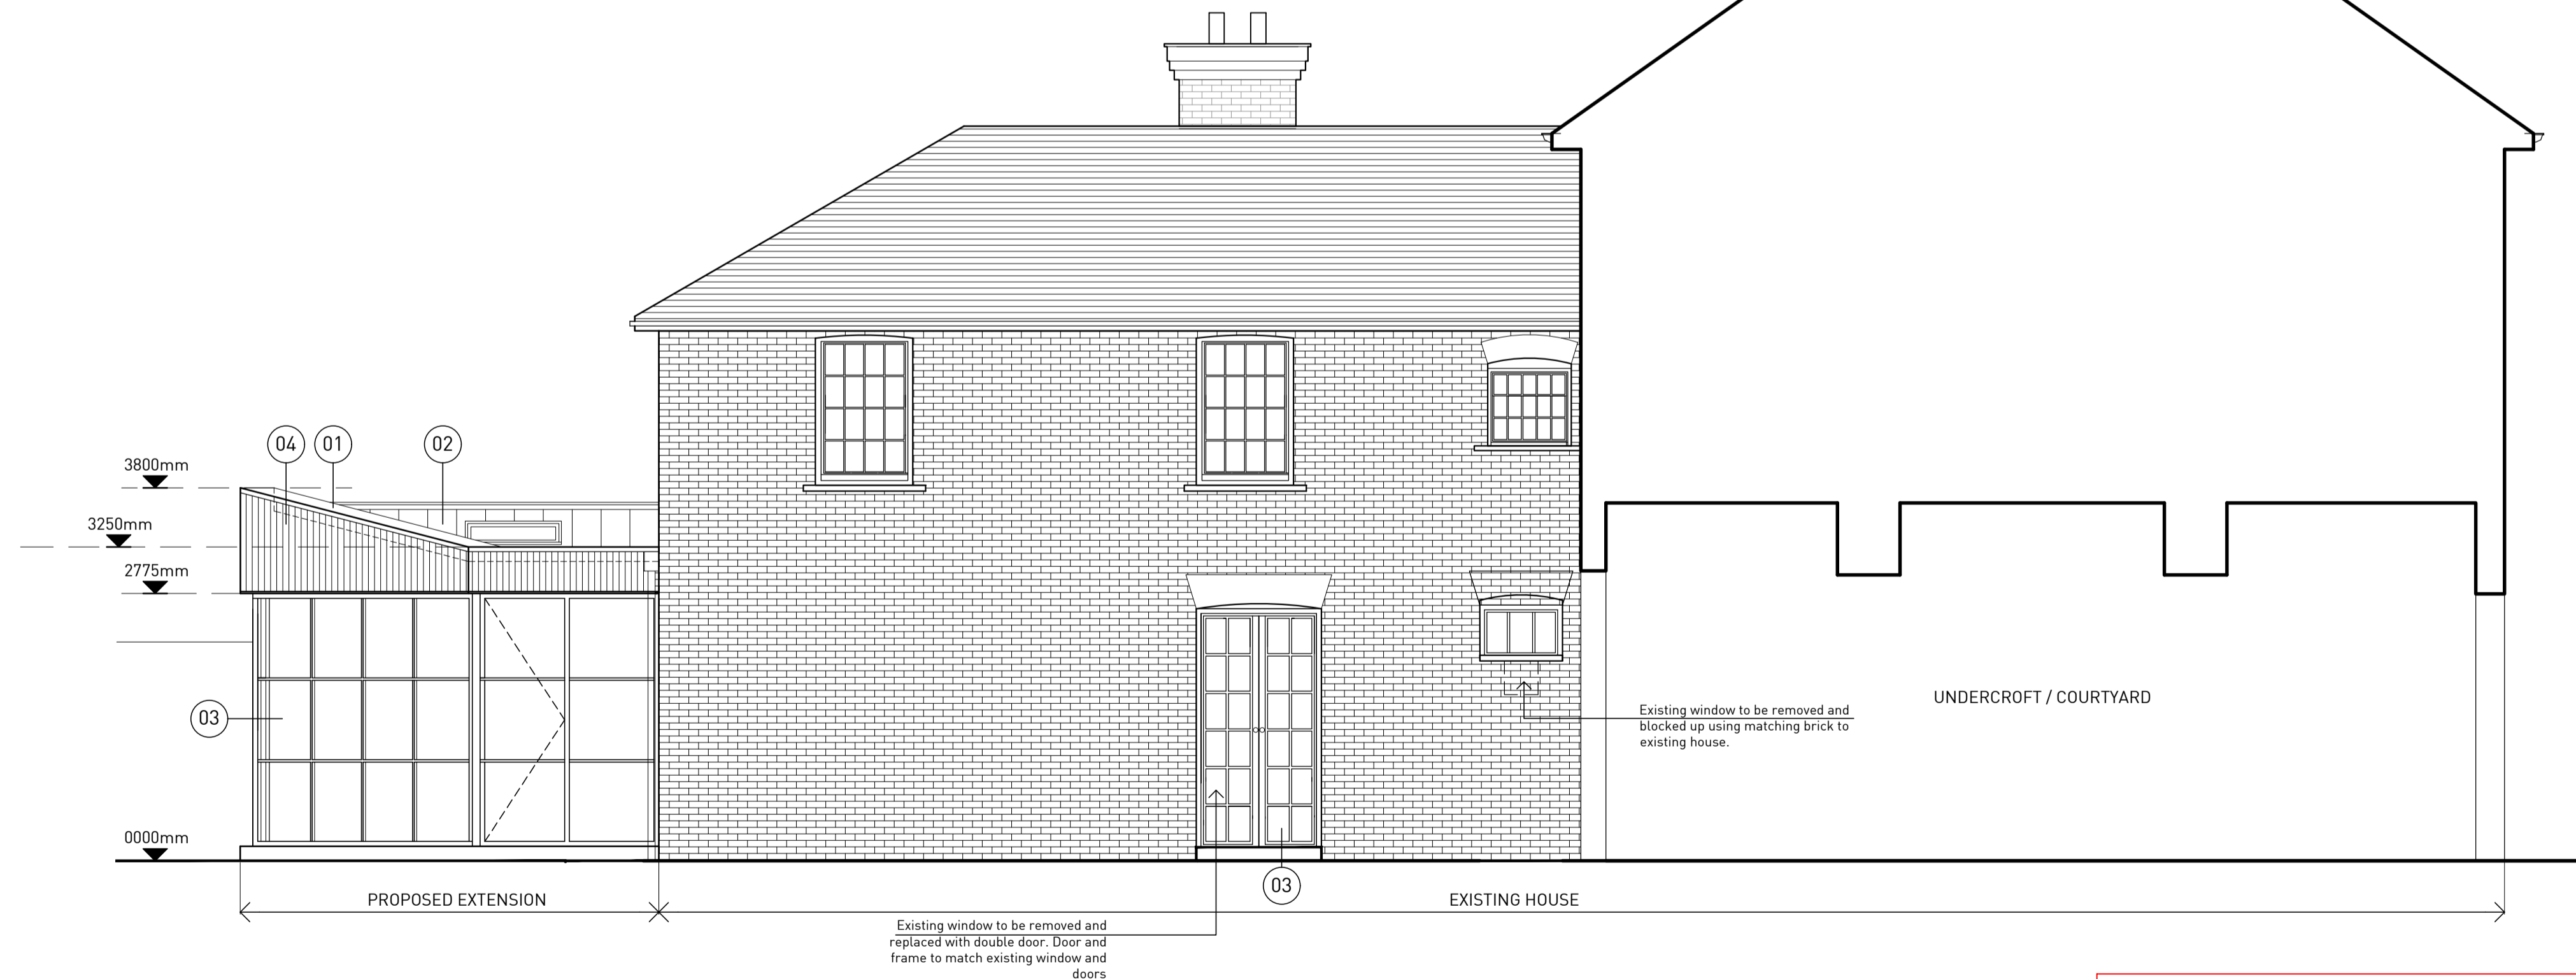 04
01
02
3800mm
3250mm
2775mm
03
UNDERCROFT / COURTYARD
Existing window to be removed and
blocked up using matching brick to
existing house.
0000mm
03
PROPOSED EXTENSION
EXISTING HOUSE
Existing window to be removed and
replaced with double door. Door and
frame to match existing window and
doors